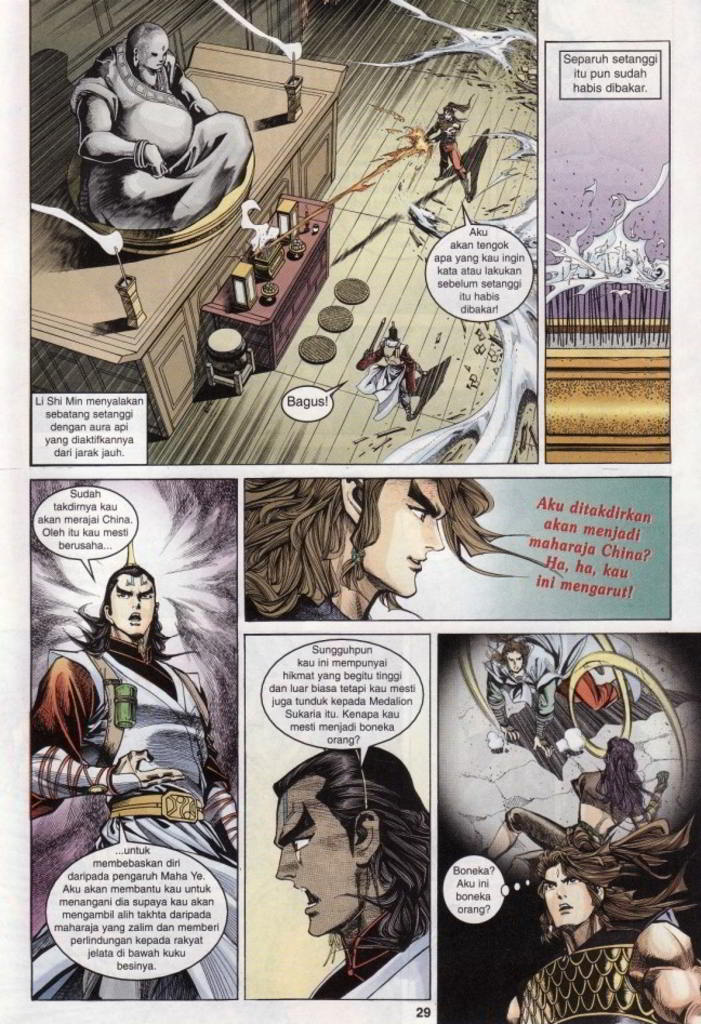 Aku
akan tengok
apa yang kau ingin
kata atau lakukan
sebelum setanggi
itu habis
dibakar!
Bagus!
Li Shi Min menyalakan
sebatang setanggi
dengan aura api
yang diaktifkannya
dari jarak jauh.
Separuh setanggi
itu pun sudah
habis dibakar.
Sudah
takdirnya kau
akan merajai China.
Oleh itu kau mesti
berusaha...
...untuk
membebaskan diri
daripada pengaruh Maha Ye.
Aku akan membantu kau untuk
menangani dia supaya kau akan
mengambil alih takhta daripada
maharaja yang zalim dan memberi
perlindungan kepada rakyat
jelata di bawah kuku
besinya.
Aku ditakdirkan
akan menjadi
maharaja China?
Ha, ha, kau
ini mengarut!
Sungguhpun
kau ini mempunyai
hikmat yang begitu tinggi
dan luar biasa tetapi kau mesti
juga tunduk kepada Medalion
Sukaria itu. Kenapa kau
mesti menjadi boneka
orang?
Boneka?
Aku ini
boneka
orang?
29